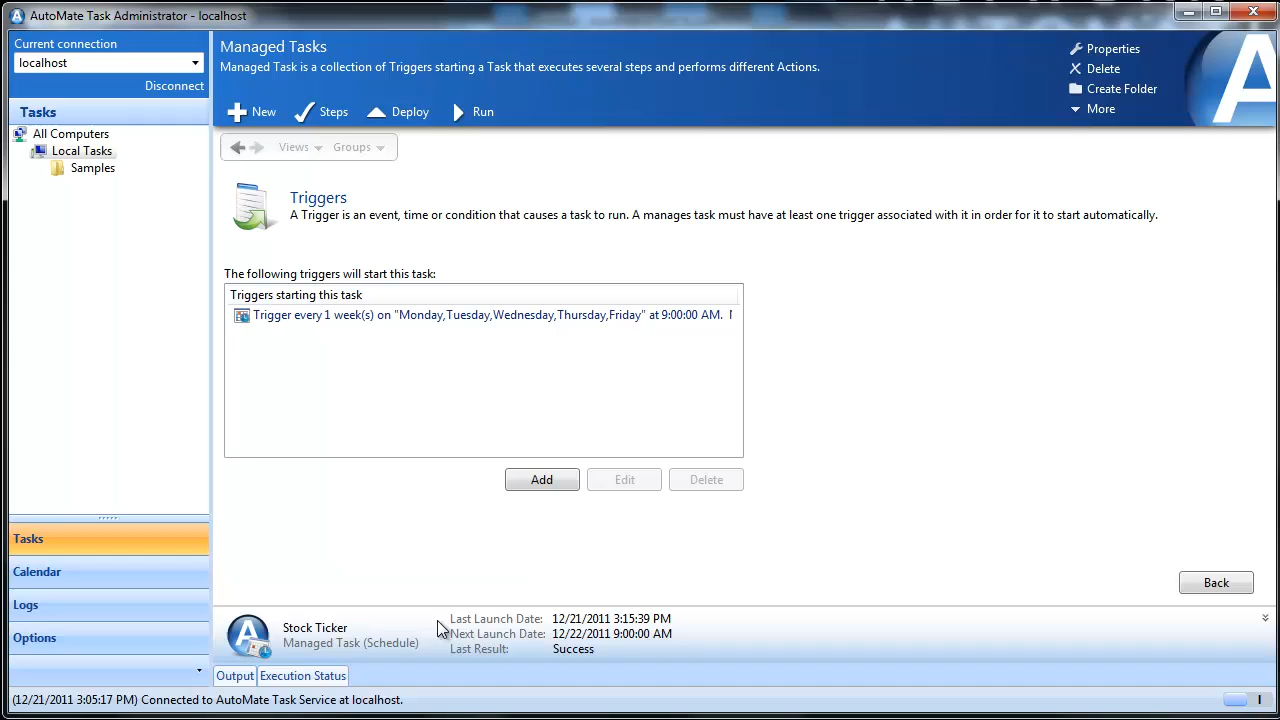 AutoMate Task Administrator - localhost
Current connection
localhost
Disconnect
Tasks
All Computers
Local Tasks
Samples
Tasks
Calendar
Logs
Options
Managed Tasks
Managed Task is a collection of Triggers starting a Task that executes several steps and performs different Actions.
New Steps Deploy Run
Properties
Delete
Create Folder
More
Views Groups
Triggers
A Trigger is an event, time or condition that causes a task to run. A manages task must have at least one trigger associated with it in order for it to start automatically.
The following triggers will start this task:
Triggers starting this task
Trigger every 1 week(s) on "Monday,Tuesday,Wednesday,Thursday,Friday" at 9:00:00 AM.
Add Edit Delete
Back
Stock Ticker
Managed Task (Schedule)
Last Launch Date: 12/21/2011 3:15:39 PM
Next Launch Date: 12/22/2011 9:00:00 AM
Last Result: Success
Output Execution Status
(12/21/2011 3:05:17 PM) Connected to AutoMate Task Service at localhost.